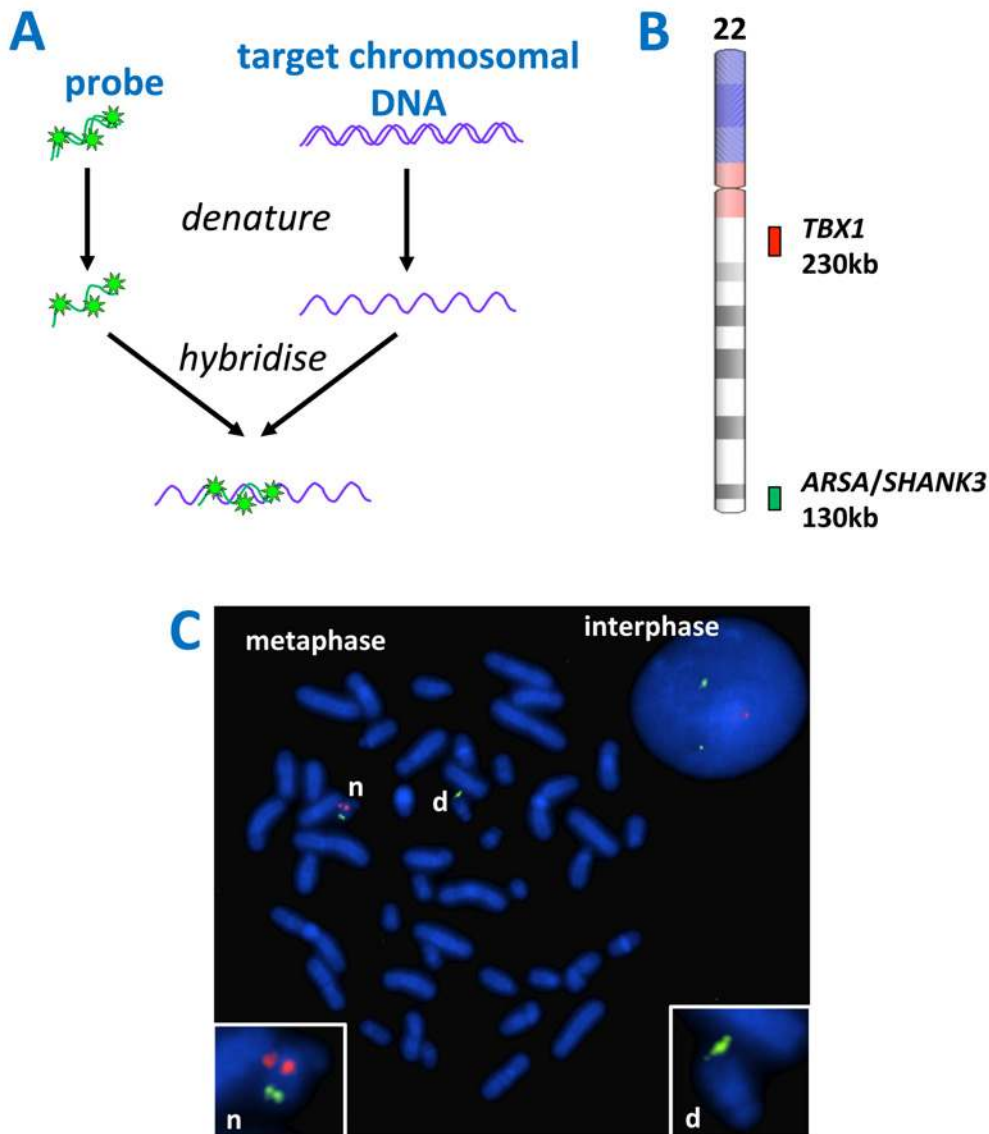 A
probe
target chromosomal
DNA
denature
hybridise
B
22
TBX1
230kb
ARSA/SHANK3
130kb
C
metaphase
interphase
n
d
n
d